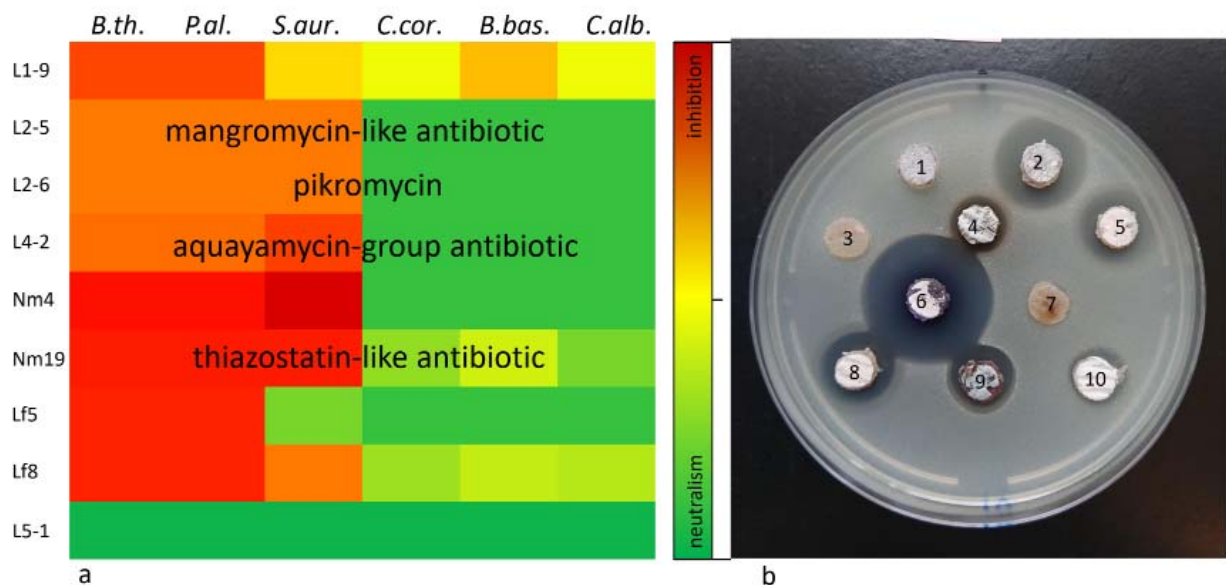 B.th. P.al. S.aur. C.cor. B.bas. C.alb.
L1-9
L2-5 mangromycin-like antibiotic
L2-6 pikromycin
L4-2 aquayamycin-group antibiotic
Nm4
Nm19 thiazostatin-like antibiotic
Lf5
Lf8
L5-1
inhibition
neutralism
1
2
3
4
5
6
7
8
9
10
a
b